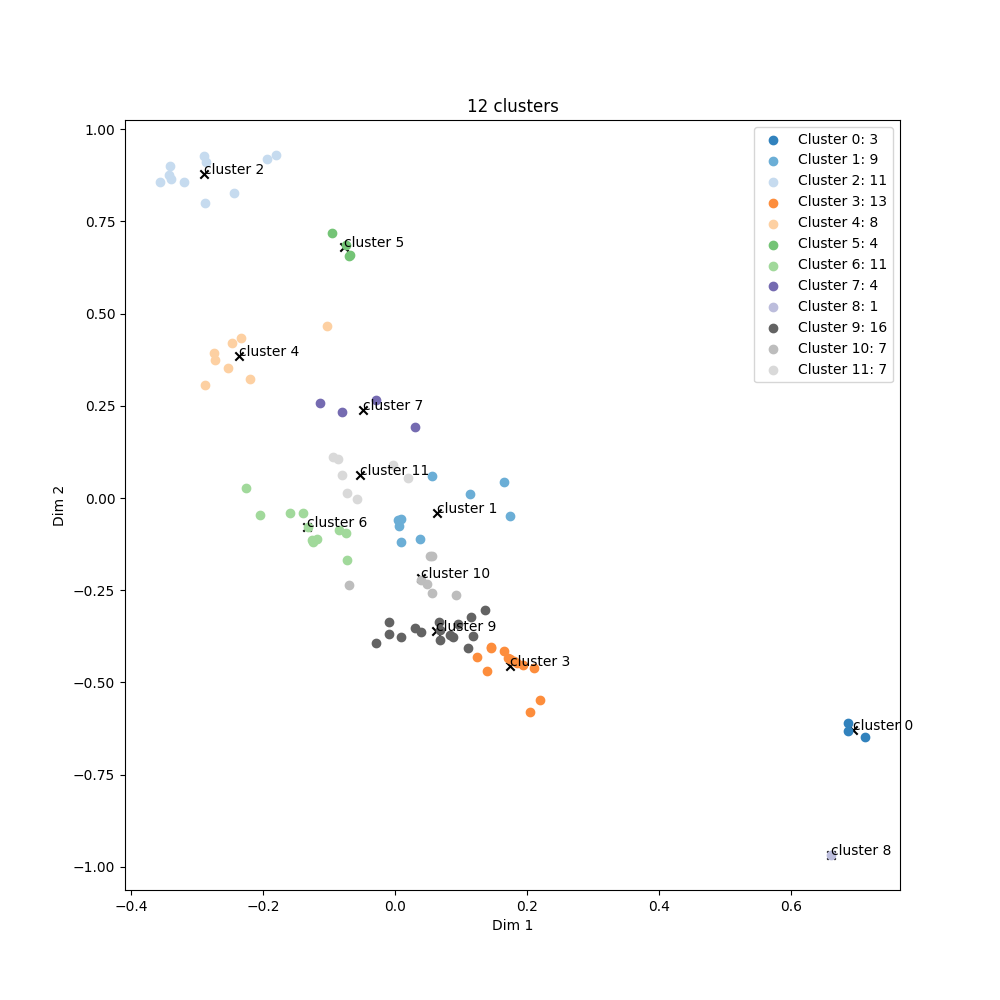 12 clusters
1.00
0.75
0.50
0.25
0.00
−0.25
−0.50
−0.75
−1.00
Dim 2
−0.4
−0.2
0.0
0.2
0.4
0.6
Dim 1
Cluster 0: 3
Cluster 1: 9
Cluster 2: 11
Cluster 3: 13
Cluster 4: 8
Cluster 5: 4
Cluster 6: 11
Cluster 7: 4
Cluster 8: 1
Cluster 9: 16
Cluster 10: 7
Cluster 11: 7
cluster 2
cluster 5
cluster 4
cluster 7
cluster 11
cluster 1
cluster 6
cluster 10
cluster 9
cluster 3
cluster 0
cluster 8